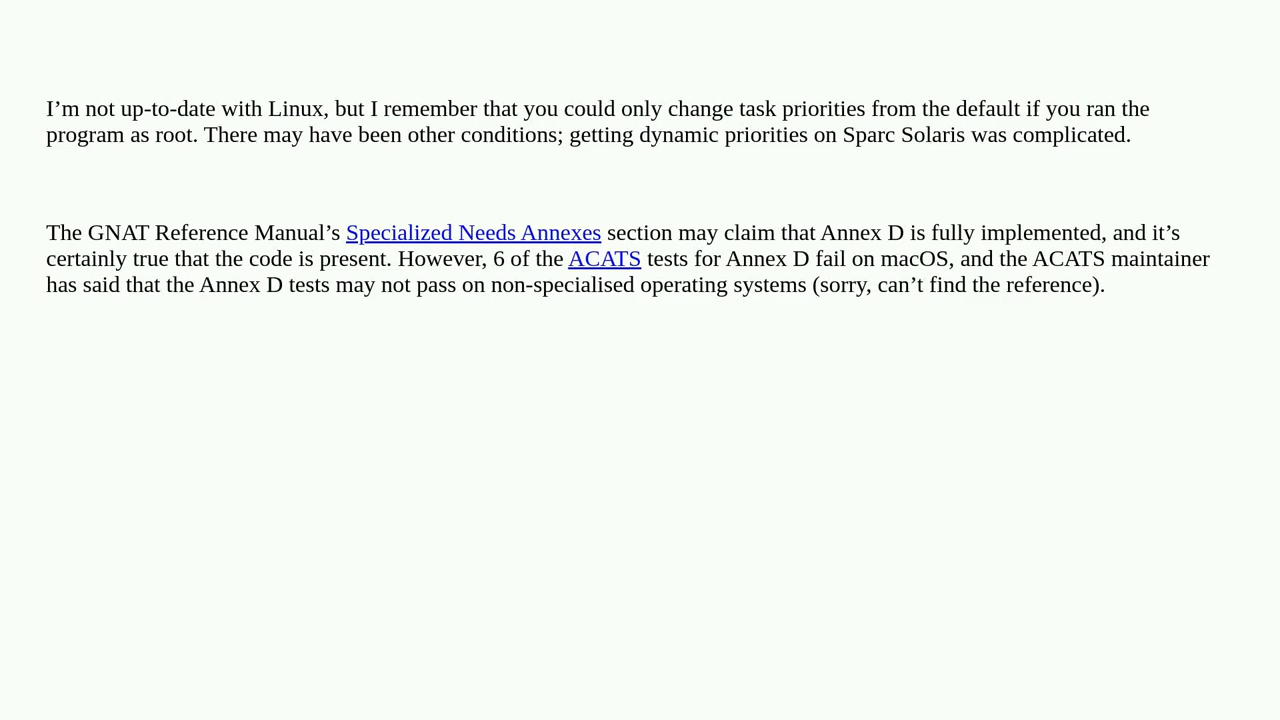 I’m not up-to-date with Linux, but I remember that you could only change task priorities from the default if you ran the
program as root. There may have been other conditions; getting dynamic priorities on Sparc Solaris was complicated.
The GNAT Reference Manual’s Specialized Needs Annexes section may claim that Annex D is fully implemented, and it’s
certainly true that the code is present. However, 6 of the ACATS tests for Annex D fail on macOS, and the ACATS maintainer
has said that the Annex D tests may not pass on non-specialised operating systems (sorry, can’t find the reference).